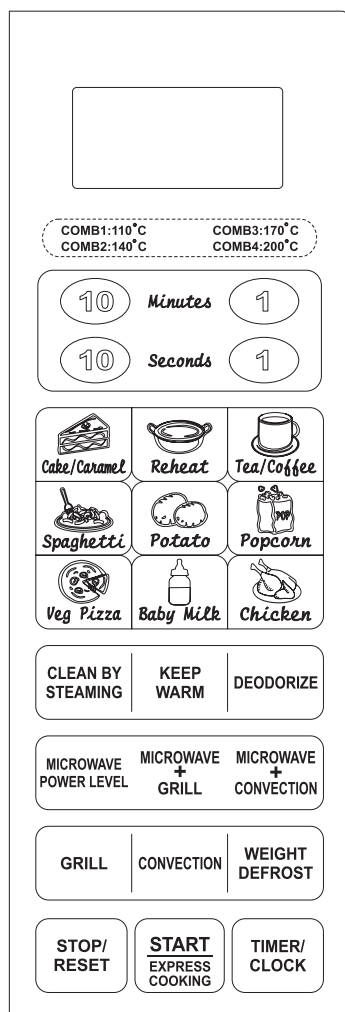 COMB1:110°C COMB3:170°C
COMB2:140°C COMB4:200°C
10 Minutes 1
10 Seconds 1
Cake/Caramel Reheat Tea/Coffee
POP
Spaghetti Potato Popcorn
Veg Pizza Baby Milk Chicken
CLEAN BY
STEAMING
KEEP
WARM
DEODORIZE
MICROWAVE
POWER LEVEL
MICROWAVE
+
GRILL
MICROWAVE
+
CONVECTION
GRILL
CONVECTION
WEIGHT
DEFROST
STOP/
RESET
START
EXPRESS
COOKING
TIMER/
CLOCK